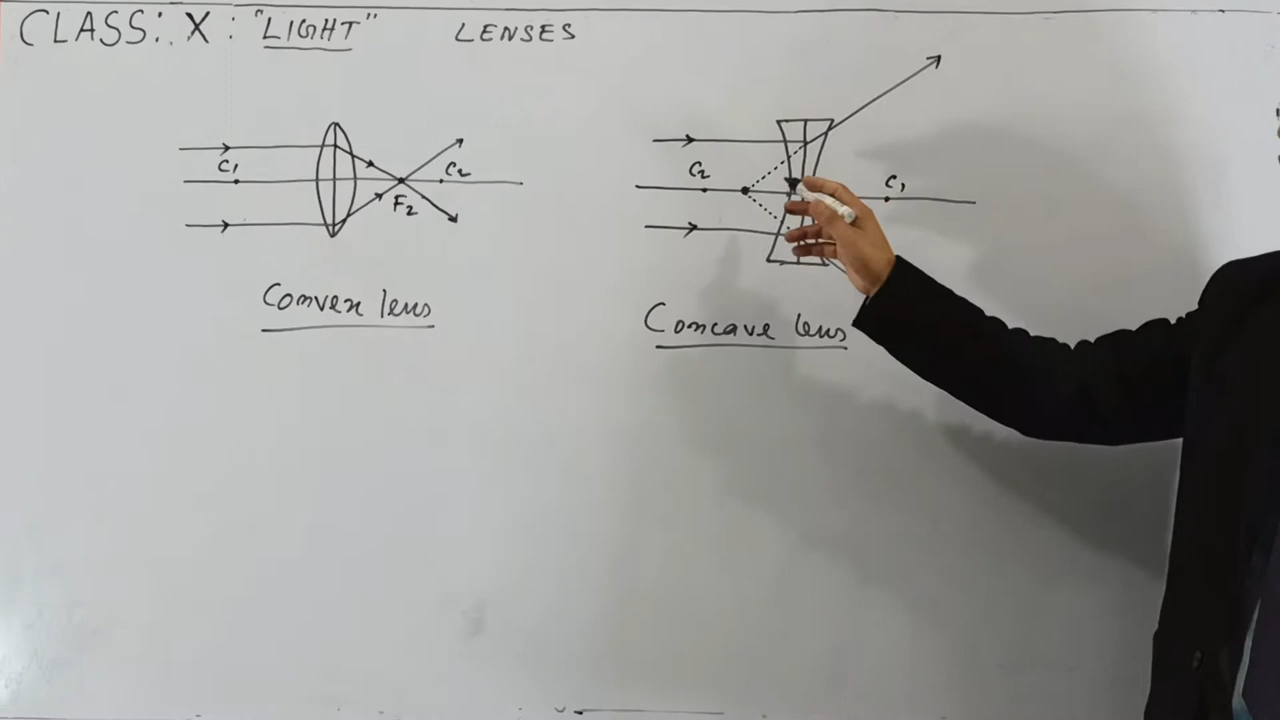 CLASS: X: "LIGHT" LENSES
C1 C2
F2
C2 C1
Convex lens
Concave lens